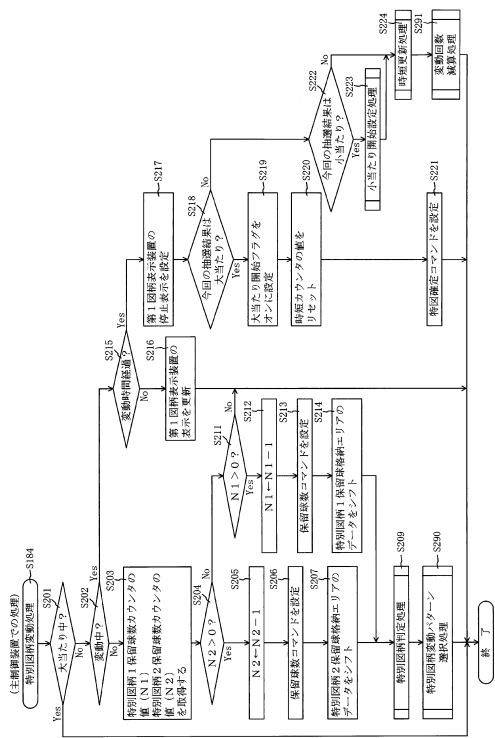 (主制御装置での処理)
特別図柄変動処理
S184
大当たり中？
S201
Yes
No
変動中？
S202
Yes
No
特別図柄１保留球数カウンタの
値（Ｎ１）
特別図柄２保留球数カウンタの
値（Ｎ２）
を取得する
S203
Ｎ２＞０？
S204
No
Yes
Ｎ２←Ｎ２－１
S205
保留球数コマンドを設定
S206
特別図柄２保留球格納エリアの
データをシフト
S207
Ｎ１＞０？
S211
No
Yes
Ｎ１←Ｎ１－１
S212
保留球数コマンドを設定
S213
特別図柄１保留球格納エリアの
データをシフト
S214
特別図柄判定処理
S209
特別図柄変動パターン
選択処理
S290
終 了
変動時間経過？
S215
Yes
No
第１図柄表示装置の
表示を更新
S216
第１図柄表示装置の
停止表示を設定
S217
今回の抽選結果は
大当たり？
S218
No
Yes
大当たり開始フラグを
オンに設定
S219
時短カウンタの値を
リセット
S220
特図確定コマンドを設定
S221
今回の抽選結果は
小当たり？
S222
No
Yes
小当たり開始設定処理
S223
時短更新処理
S224
変動回数
減算処理
S291